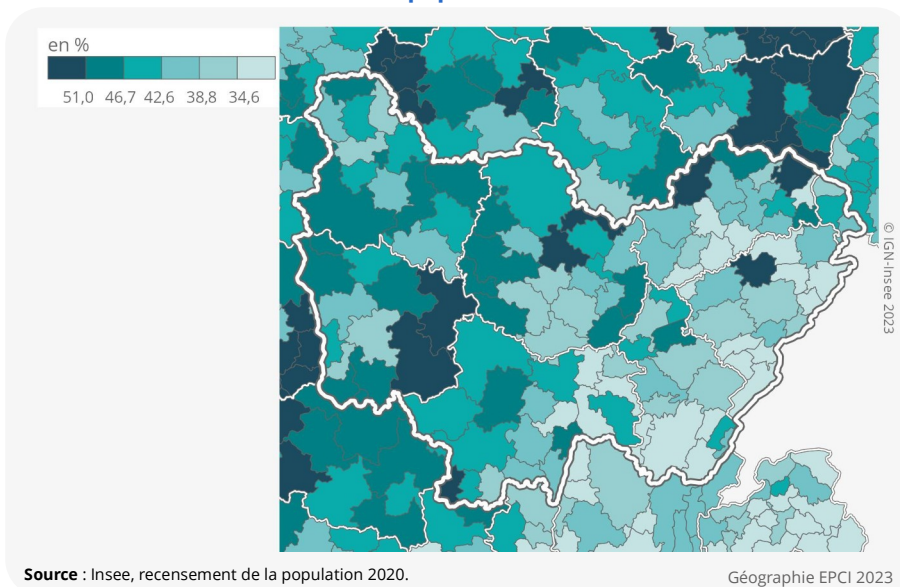 en %
51,0 46,7 42,6 38,8 34,6
© IGN-Insee 2023
Source : Insee, recensement de la population 2020.
Géographie EPCI 2023